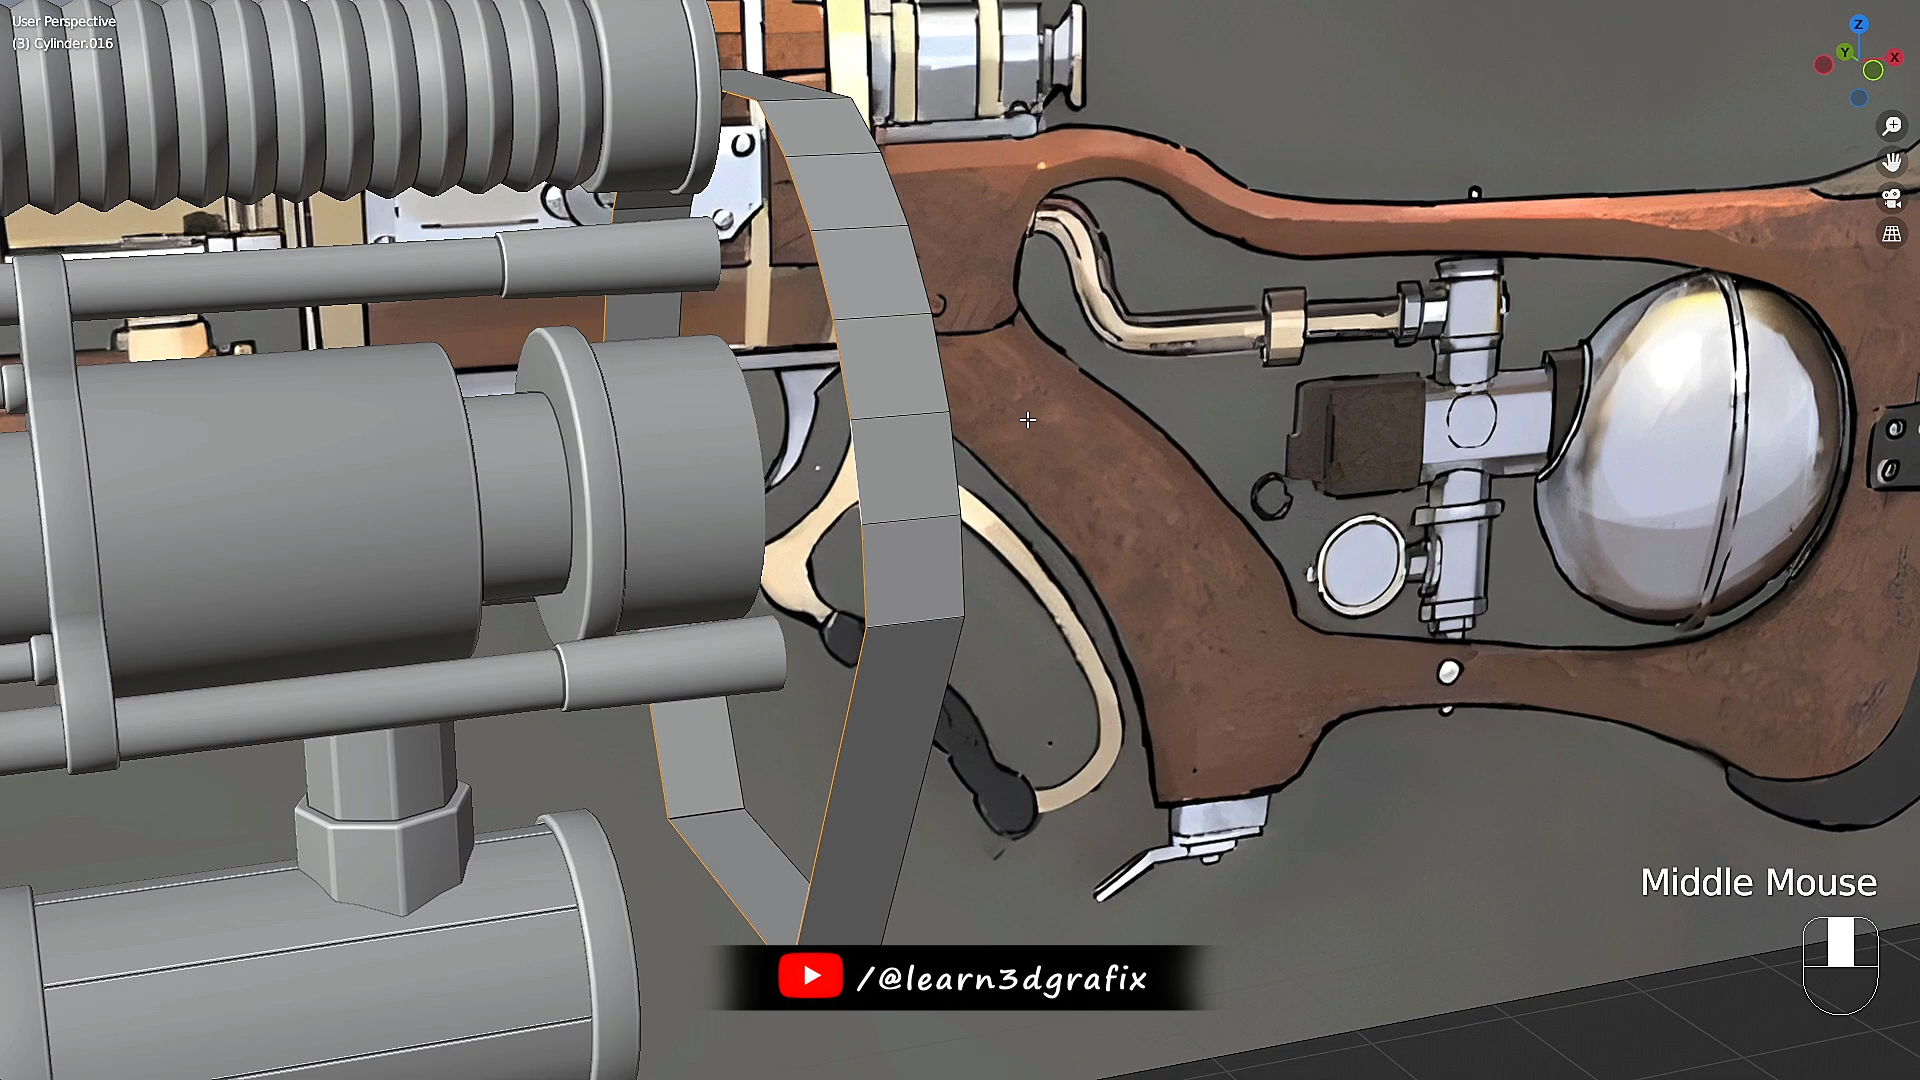 User Perspective
(3) Cylinder.016
Z
Y
X
Middle Mouse
/@learn3dgrafix